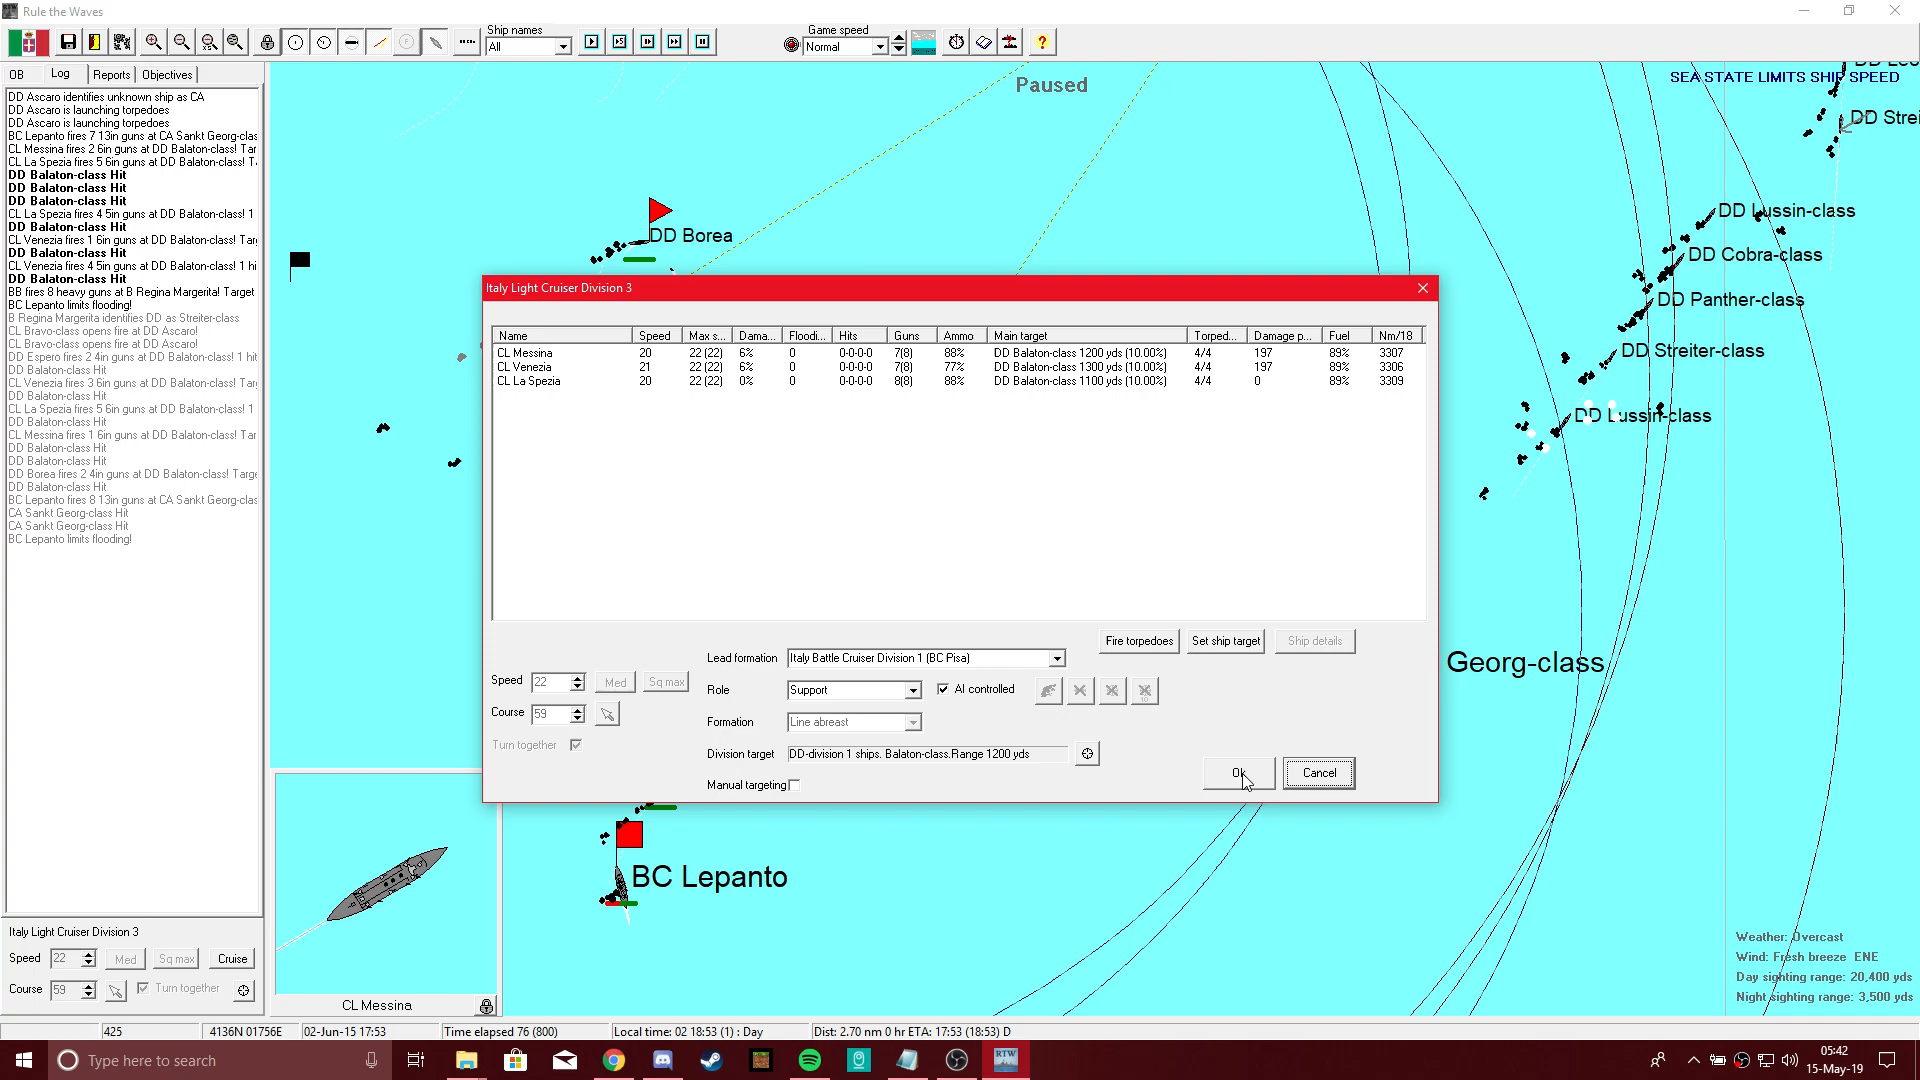 Rule the Waves
Ship names
All
Game speed
Normal
OB Log Reports Objectives
DD Ascaro identifies unknown ship as CA
DD Ascaro is launching torpedoes
DD Ascaro is launching torpedoes
BC Lepanto fires 7 13in guns at CA Sankt Georg-clas
CL Messina fires 2 6in guns at DD Balaton-class! Tar
CL La Spezia fires 5 6in guns at DD Balaton-class! T
DD Balaton-class Hit
DD Balaton-class Hit
DD Balaton-class Hit
CL La Spezia fires 4 5in guns at DD Balaton-class! 1
DD Balaton-class Hit
CL Venezia fires 1 6in guns at DD Balaton-class! Tar
DD Balaton-class Hit
CL Venezia fires 4 5in guns at DD Balaton-class! 1 hi
DD Balaton-class Hit
BB fires 8 heavy guns at B Regina Margerita! Target
BC Lepanto limits flooding!
B Regina Margerita identifies DD as Streiter-class
CL Bravo-class opens fire at DD Ascaro!
CL Bravo-class opens fire at DD Ascaro!
DD Espero fires 2 4in guns at DD Balaton-class! 1 hit
DD Balaton-class Hit
CL Venezia fires 3 6in guns at DD Balaton-class! Tar
DD Balaton-class Hit
CL La Spezia fires 5 6in guns at DD Balaton-class! 1
DD Balaton-class Hit
CL Messina fires 1 6in guns at DD Balaton-class! Tar
DD Balaton-class Hit
DD Balaton-class Hit
DD Borea fires 2 4in guns at DD Balaton-class! Targe
DD Balaton-class Hit
BC Lepanto fires 8 13in guns at CA Sankt Georg-clas
CA Sankt Georg-class Hit
CA Sankt Georg-class Hit
BC Lepanto limits flooding!
Paused
SEA STATE LIMITS SHIP SPEED
DD Strei
DD Borea
DD Lussin-class
DD Cobra-class
DD Panther-class
DD Streiter-class
DD Lussin-class
Georg-class
BC Lepanto
Italy Light Cruiser Division 3
Name Speed Max s... Dama... Floodi... Hits Guns Ammo Main target Torped... Damage p... Fuel Nm/18
CL Messina 20 22 (22) 6% 0 0-0-0-0 7(8) 88% DD Balaton-class 1200 yds (10.00%) 4/4 197 89% 3307
CL Venezia 21 22 (22) 6% 0 0-0-0-0 7(8) 77% DD Balaton-class 1300 yds (10.00%) 4/4 197 89% 3306
CL La Spezia 20 22 (22) 0% 0 0-0-0-0 8(8) 88% DD Balaton-class 1100 yds (10.00%) 4/4 0 89% 3309
Fire torpedoes Set ship target Ship details
Lead formation Italy Battle Cruiser Division 1 (BC Pisa)
Speed 22 Med Sq max
Role Support AI controlled
Course 59
Formation Line abreast
Turn together
Division target DD-division 1 ships. Balaton-class.Range 1200 yds
Ok Cancel
Manual targeting
Italy Light Cruiser Division 3
Speed 22 Med Sq max Cruise
Course 59 Turn together
CL Messina
Weather: Overcast
Wind: Fresh breeze ENE
Day sighting range: 20,400 yds
Night sighting range: 3,500 yds
425 4136N 01756E 02-Jun-15 17:53 Time elapsed 76 (800) Local time: 02 18:53 (1) : Day Dist: 2.70 nm 0 hr ETA: 17:53 (18:53) D
Type here to search
RTW
05:42
15-May-19